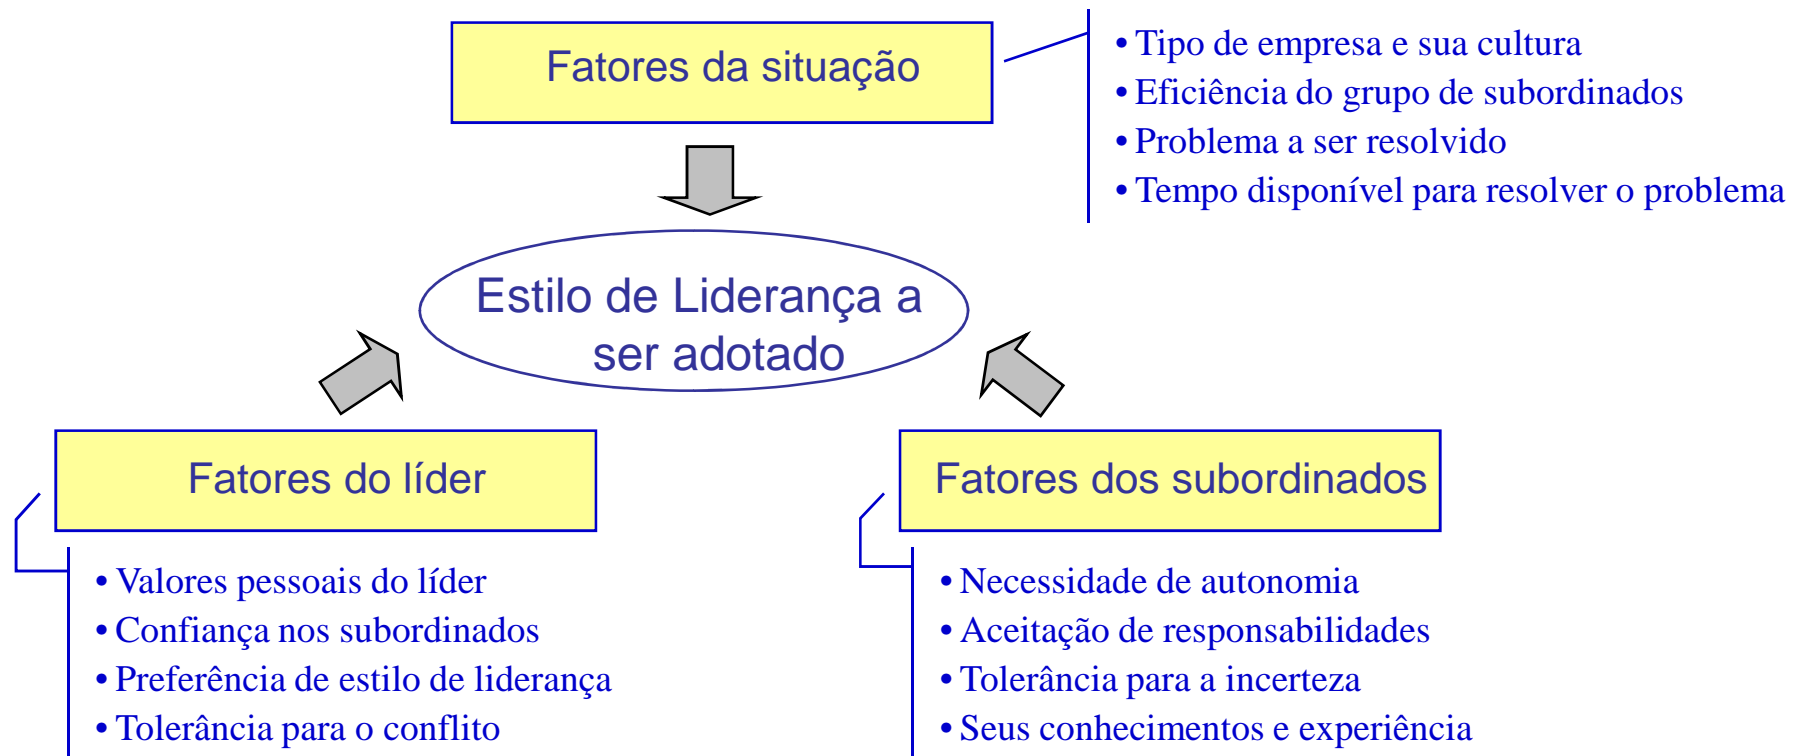 Fatores da situação
• Tipo de empresa e sua cultura
• Eficiência do grupo de subordinados
• Problema a ser resolvido
• Tempo disponível para resolver o problema
Estilo de Liderança a
ser adotado
Fatores do líder
• Valores pessoais do líder
• Confiança nos subordinados
• Preferência de estilo de liderança
• Tolerância para o conflito
Fatores dos subordinados
• Necessidade de autonomia
• Aceitação de responsabilidades
• Tolerância para a incerteza
• Seus conhecimentos e experiência